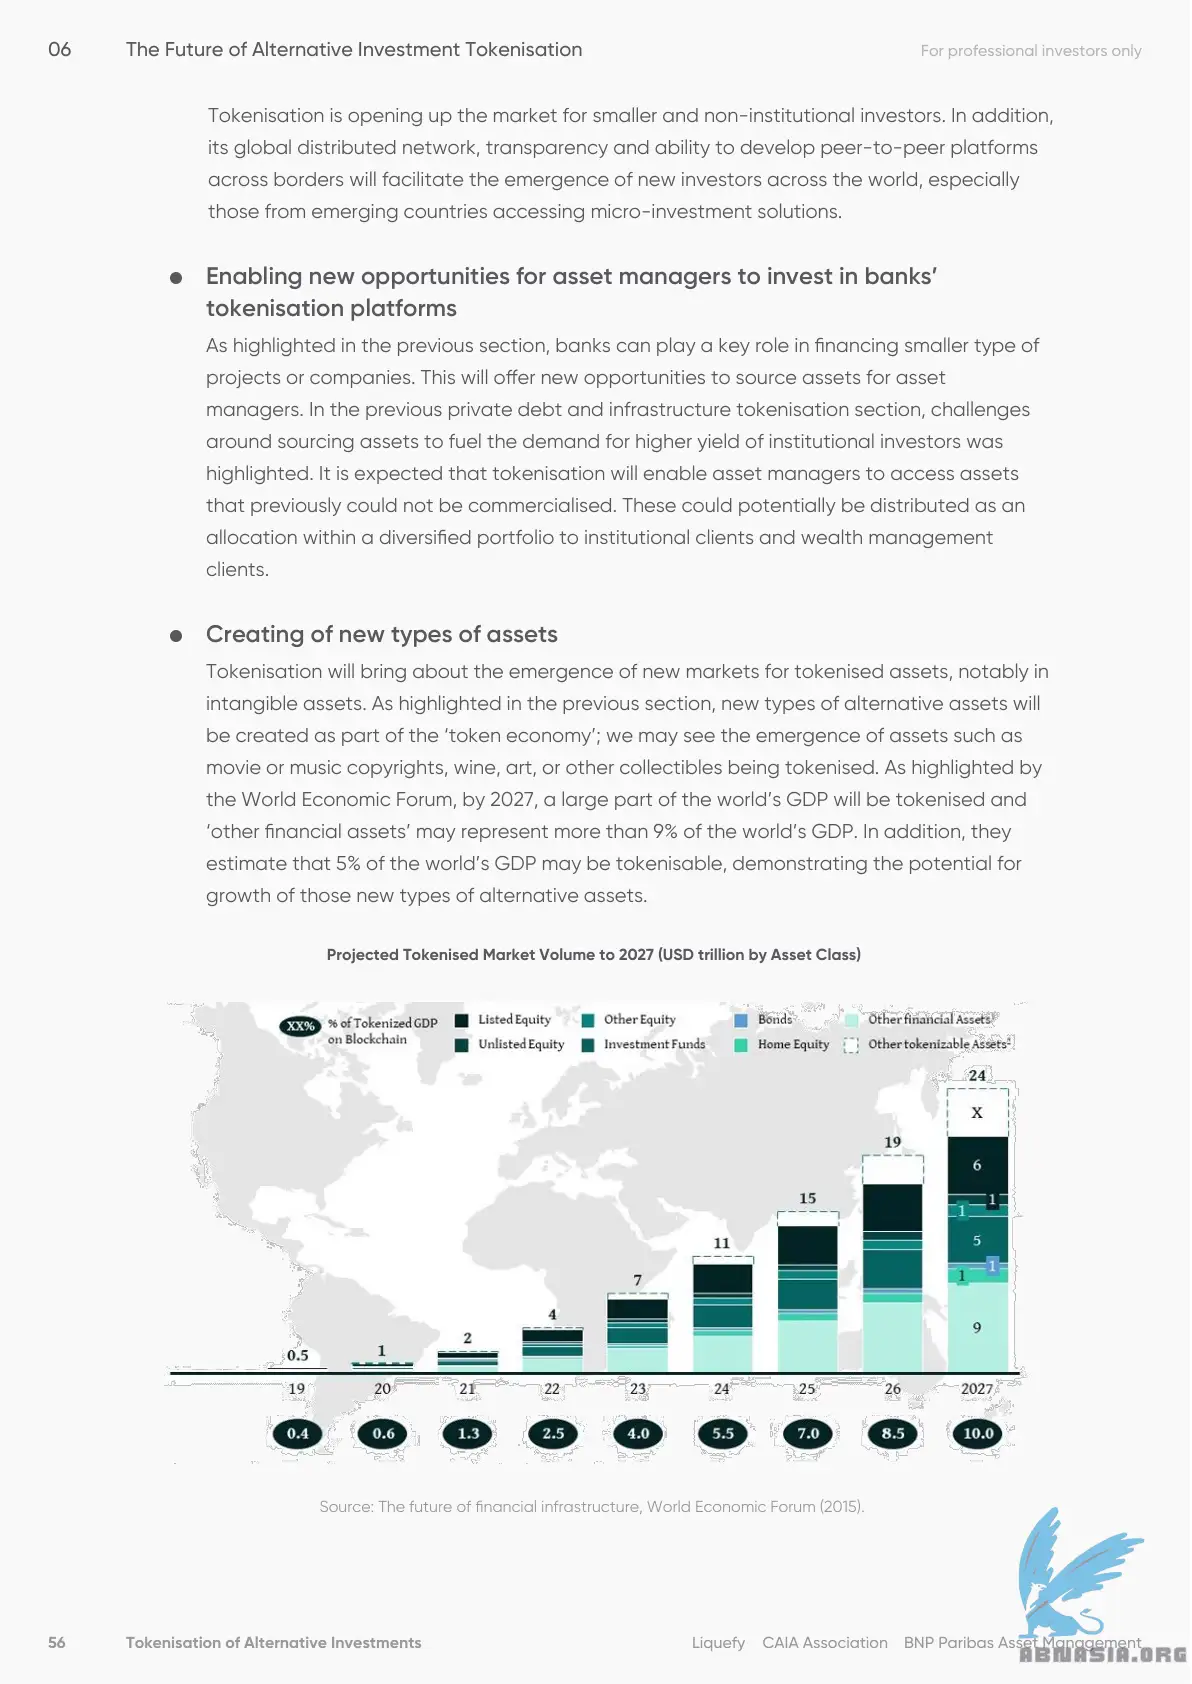 06 The Future of Alternative Investment Tokenisation For professional investors only
Tokenisation is opening up the market for smaller and non-institutional investors. In addition,
its global distributed network, transparency and ability to develop peer-to-peer platforms
across borders will facilitate the emergence of new investors across the world, especially
those from emerging countries accessing micro-investment solutions.
● Enabling new opportunities for asset managers to invest in banks’
tokenisation platforms
As highlighted in the previous section, banks can play a key role in financing smaller type of
projects or companies. This will offer new opportunities to source assets for asset
managers. In the previous private debt and infrastructure tokenisation section, challenges
around sourcing assets to fuel the demand for higher yield of institutional investors was
highlighted. It is expected that tokenisation will enable asset managers to access assets
that previously could not be commercialised. These could potentially be distributed as an
allocation within a diversified portfolio to institutional clients and wealth management
clients.
● Creating of new types of assets
Tokenisation will bring about the emergence of new markets for tokenised assets, notably in
intangible assets. As highlighted in the previous section, new types of alternative assets will
be created as part of the ‘token economy’; we may see the emergence of assets such as
movie or music copyrights, wine, art, or other collectibles being tokenised. As highlighted by
the World Economic Forum, by 2027, a large part of the world’s GDP will be tokenised and
‘other financial assets’ may represent more than 9% of the world’s GDP. In addition, they
estimate that 5% of the world’s GDP may be tokenisable, demonstrating the potential for
growth of those new types of alternative assets.
Projected Tokenised Market Volume to 2027 (USD trillion by Asset Class)
XX% % of Tokenized GDP
on Blockchain
Listed Equity Other Equity Bonds Other financial Assets¹
Unlisted Equity Investment Funds Home Equity Other tokenizable Assets²
24
X
19
6
15
1
1
11
5
7
1
1
4
9
2
1
0.5
19 20 21 22 23 24 25 26 2027
0.4 0.6 1.3 2.5 4.0 5.5 7.0 8.5 10.0
Source: The future of financial infrastructure, World Economic Forum (2015).
56 Tokenisation of Alternative Investments Liquefy CAIA Association BNP Paribas Asset Management
ABNASIA.ORG